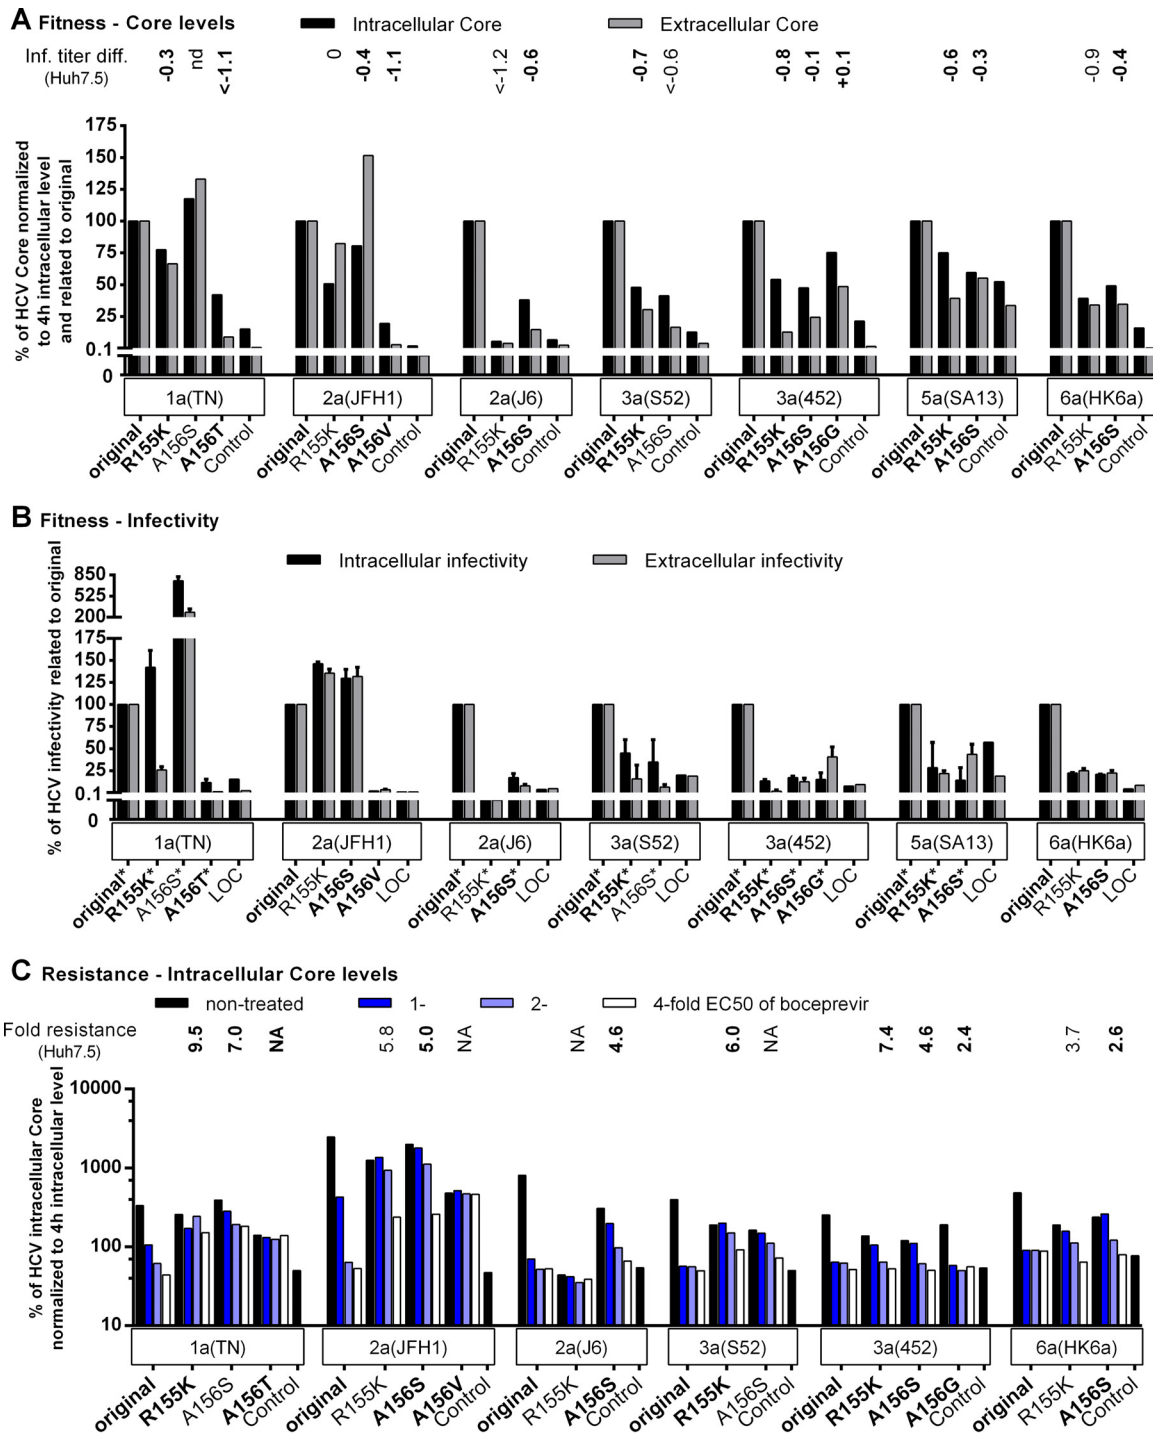 A Fitness - Core levels
Intracellular Core
Extracellular Core
Inf. titer diff.
(Huh7.5)
-0.3 nd <-1.1
0 -0.4 -1.1
<-1.2 -0.6
-0.7 <-0.6
-0.8 -0.1 +0.1
-0.6 -0.3
-0.9 -0.4
% of HCV Core normalized
to 4h intracellular level
and related to original
175
150
125
100
75
50
25
0.1
0
1a(TN) 2a(JFH1) 2a(J6) 3a(S52) 3a(452) 5a(SA13) 6a(HK6a)
original R155K A156S A156T Control
original R155K A156S A156V Control
original R155K A156S Control
original R155K A156S Control
original R155K A156S A156G Control
original R155K A156S Control
original R155K A156S Control
B Fitness - Infectivity
Intracellular infectivity
Extracellular infectivity
% of HCV infectivity related to original
850
525
200
175
150
125
100
75
50
25
0.1
0
1a(TN) 2a(JFH1) 2a(J6) 3a(S52) 3a(452) 5a(SA13) 6a(HK6a)
original* R155K* A156S* A156T* LOC
original R155K A156S A156V LOC
original* R155K* A156S* LOC
original* R155K* A156S* LOC
original* R155K* A156S* A156G* LOC
original* R155K* A156S* LOC
original R155K A156S LOC
C Resistance - Intracellular Core levels
non-treated 1- 2- 4-fold EC50 of boceprevir
Fold resistance
(Huh7.5)
9.5 7.0 NA
5.8 5.0 NA
NA 4.6
6.0 NA
7.4 4.6 2.4
3.7 2.6
% of HCV intracellular Core
normalized to 4h intracellular level
10000
1000
100
10
1a(TN) 2a(JFH1) 2a(J6) 3a(S52) 3a(452) 6a(HK6a)
original R155K A156S A156T Control
original R155K A156S A156V Control
original R155K A156S Control
original R155K A156S Control
original R155K A156S A156G Control
original R155K A156S Control